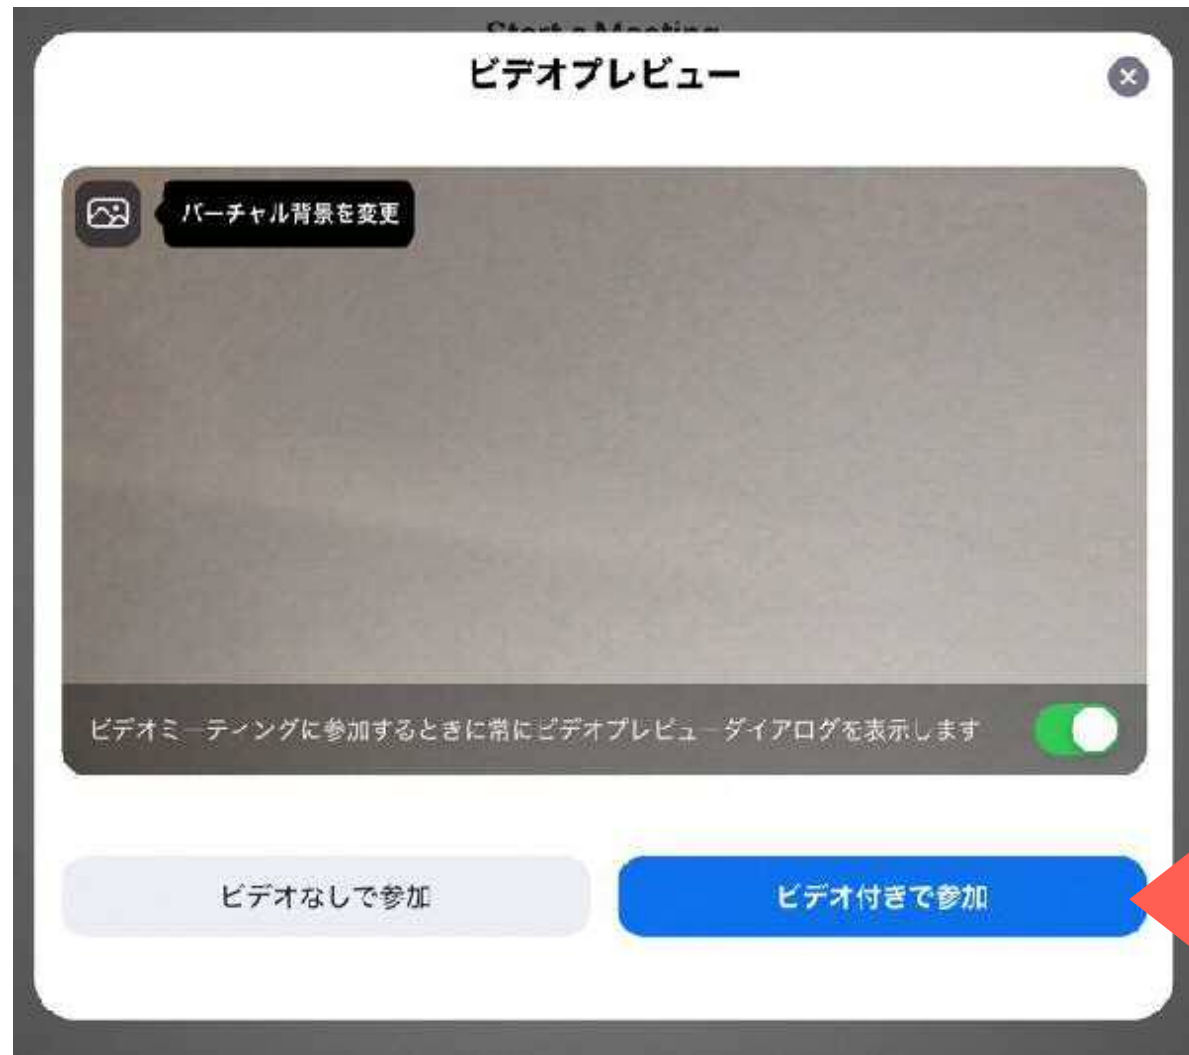 Start a Meeting
ビデオプレビュー
バーチャル背景を変更
ビデオミーティングに参加するときに常にビデオプレビューダイアログを表示します
ビデオなしで参加
ビデオ付きで参加